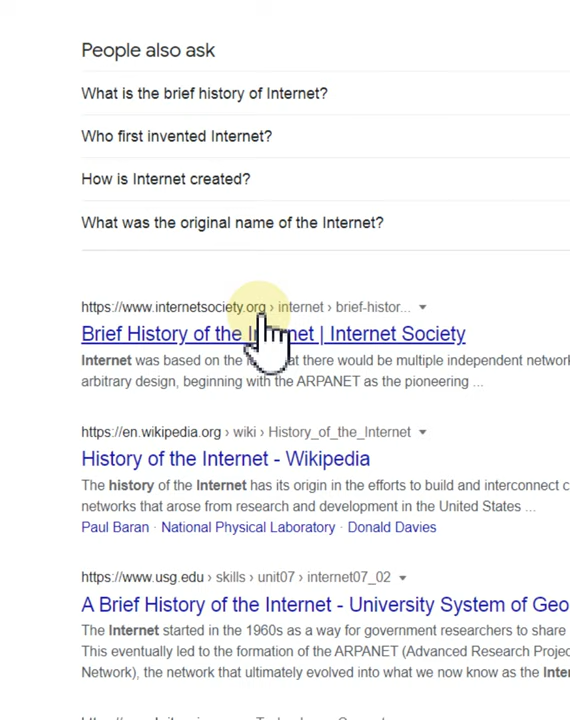 People also ask
What is the brief history of Internet?
Who first invented Internet?
How is Internet created?
What was the original name of the Internet?
https://www.internetsociety.org › internet › brief-histor...
Brief History of the Internet | Internet Society
Internet was based on the at there would be multiple independent network
arbitrary design, beginning with the ARPANET as the pioneering ...
https://en.wikipedia.org › wiki › History_of_the_Internet
History of the Internet - Wikipedia
The history of the Internet has its origin in the efforts to build and interconnect c
networks that arose from research and development in the United States ...
Paul Baran · National Physical Laboratory · Donald Davies
https://www.usg.edu › skills › unit07 › internet07_02
A Brief History of the Internet - University System of Geo
The Internet started in the 1960s as a way for government researchers to share
This eventually led to the formation of the ARPANET (Advanced Research Projec
Network), the network that ultimately evolved into what we now know as the Inter